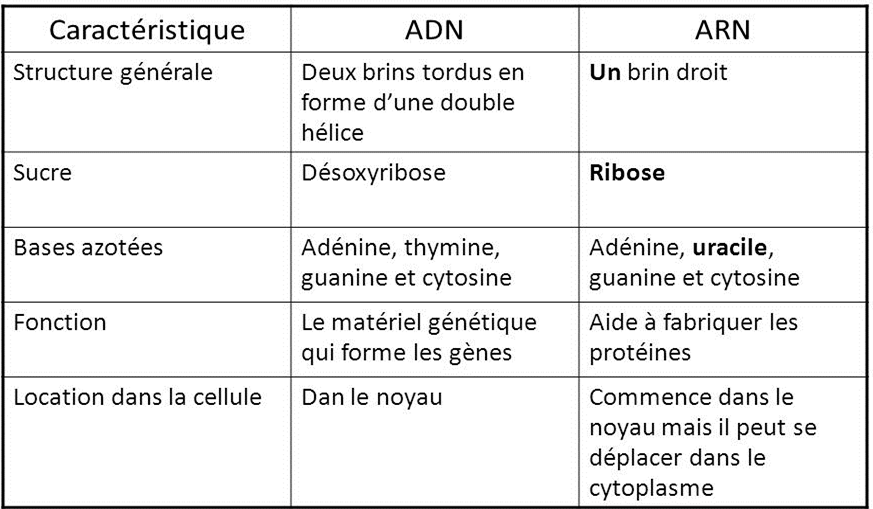 Caractéristique
ADN
ARN
Structure générale
Deux brins tordus en
forme d’une double
hélice
Un brin droit
Sucre
Désoxyribose
Ribose
Bases azotées
Adénine, thymine,
guanine et cytosine
Adénine, uracile,
guanine et cytosine
Fonction
Le matériel génétique
qui forme les gènes
Aide à fabriquer les
protéines
Location dans la cellule
Dan le noyau
Commence dans le
noyau mais il peut se
déplacer dans le
cytoplasme